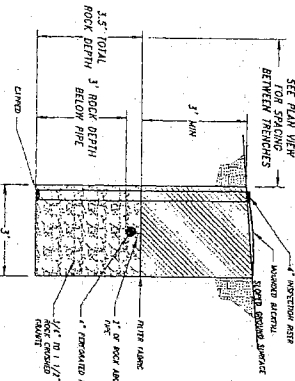 SEE PLAN VIEW
FOR SPACING
BETWEEN TRENCHES
3' MIN
3.5' TOTAL
ROCK DEPTH
3' ROCK DEPTH
BELOW PIPE
CAPPED
3'
4" INSPECTION RISER
MOUNDED BACKFILL
SLOPED GROUND SURFACE
FILTER FABRIC
2" OF ROCK ABOVE
PIPE
4" PERFORATED
3/4" TO 1 1/2"
ROCK CRUSHED
GRANITE